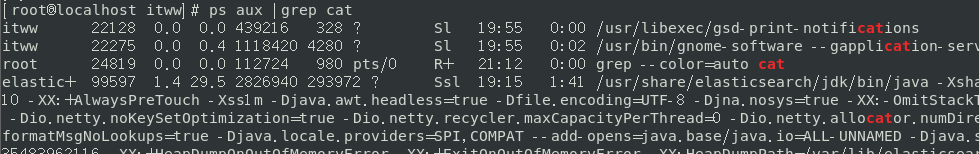 [root@localhost itww]# ps aux |grep cat
itww 22128 0.0 0.0 439216 328 ? Sl 19:55 0:00 /usr/libexec/gsd-print-notifications
itww 22275 0.0 0.4 1118420 4280 ? Sl 19:55 0:02 /usr/bin/gnome-software --gapplication-serv
root 24819 0.0 0.0 112724 980 pts/0 R+ 21:12 0:00 grep --color=auto cat
elastic+ 99597 1.4 29.5 2826940 293972 ? Ssl 19:15 1:41 /usr/share/elasticsearch/jdk/bin/java -Xsha
10 -XX:+AlwaysPreTouch -Xss1m -Djava.awt.headless=true -Dfile.encoding=UTF-8 -Djna.nosys=true -XX:-OmitStackT
-Dio.netty.noKeySetOptimization=true -Dio.netty.recycler.maxCapacityPerThread=0 -Dio.netty.allocator.numDire
formatMsgNoLookups=true -Djava.locale.providers=SPI,COMPAT --add-opens=java.base/java.io=ALL-UNNAMED -Djava.
35483962116 -XX:+HeapDumpOnOutOfMemoryError -XX:+ExitOnOutOfMemoryError -XX:HeapDumpPath=/var/lib/elasticsea